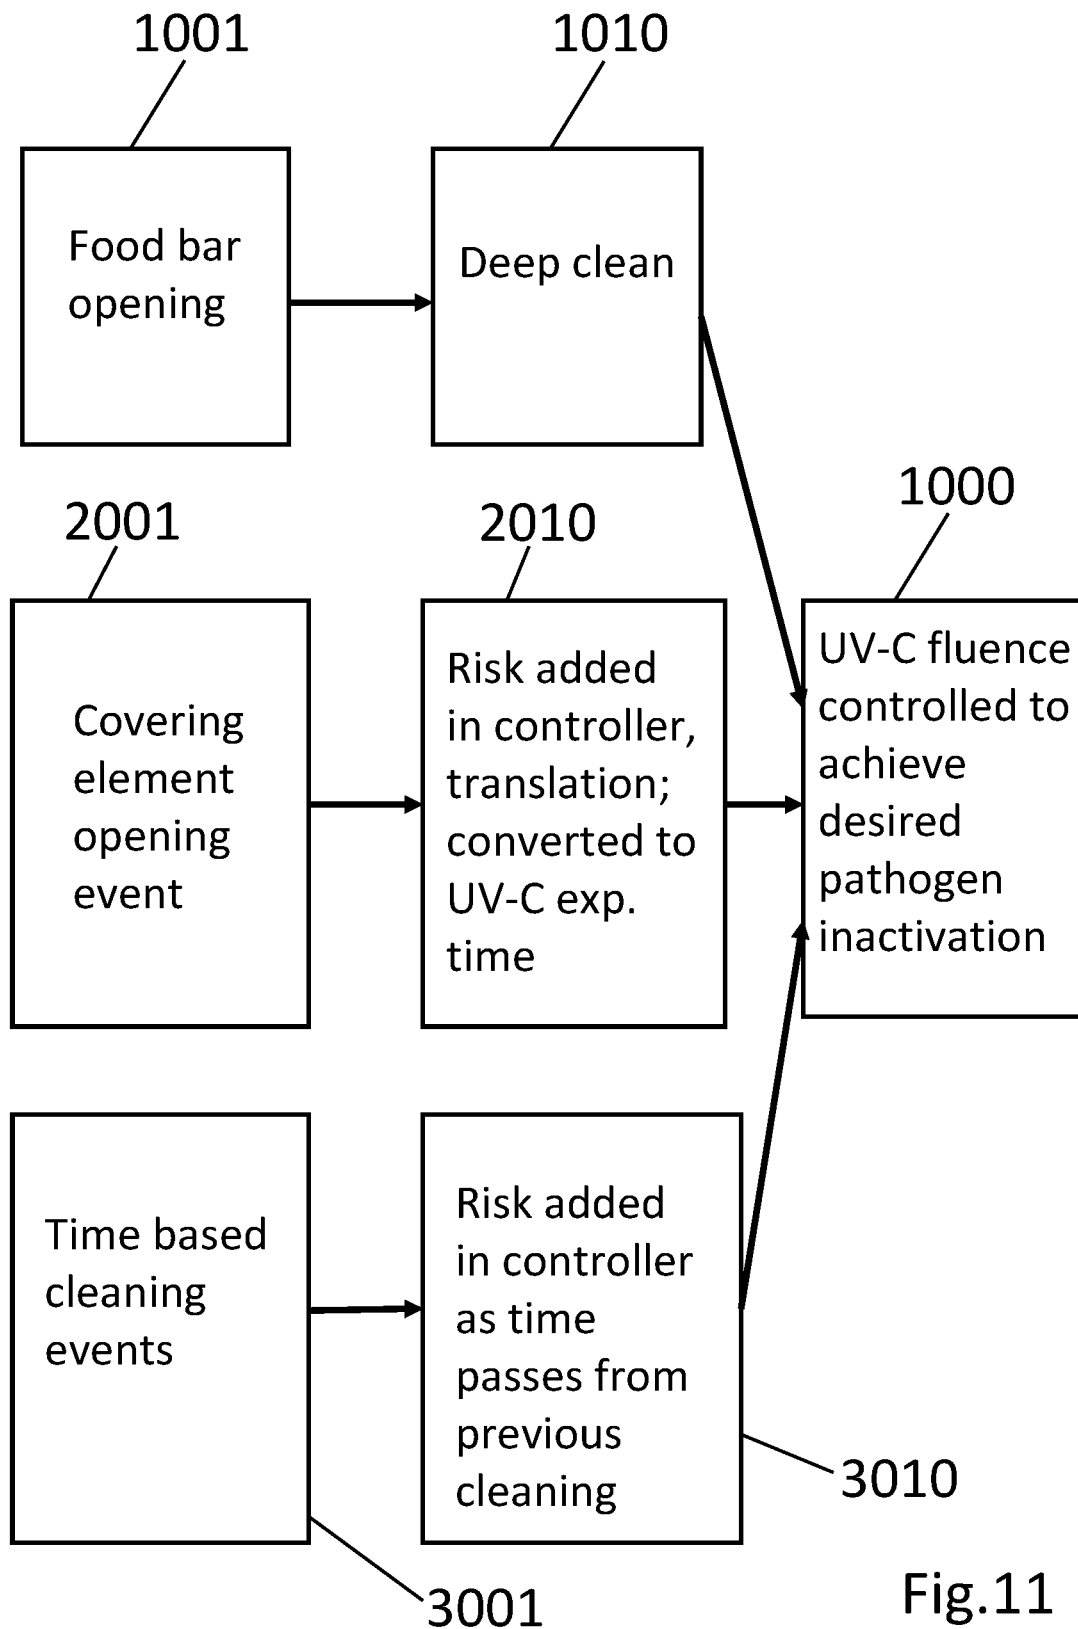 1001
1010
Food bar
opening
Deep clean
1000
2001
2010
Covering
element
opening
event
Risk added
in controller,
translation;
converted to
UV-C exp.
time
UV-C fluence
controlled to
achieve
desired
pathogen
inactivation
Time based
cleaning
events
Risk added
in controller
as time
passes from
previous
cleaning
3010
3001
Fig.11